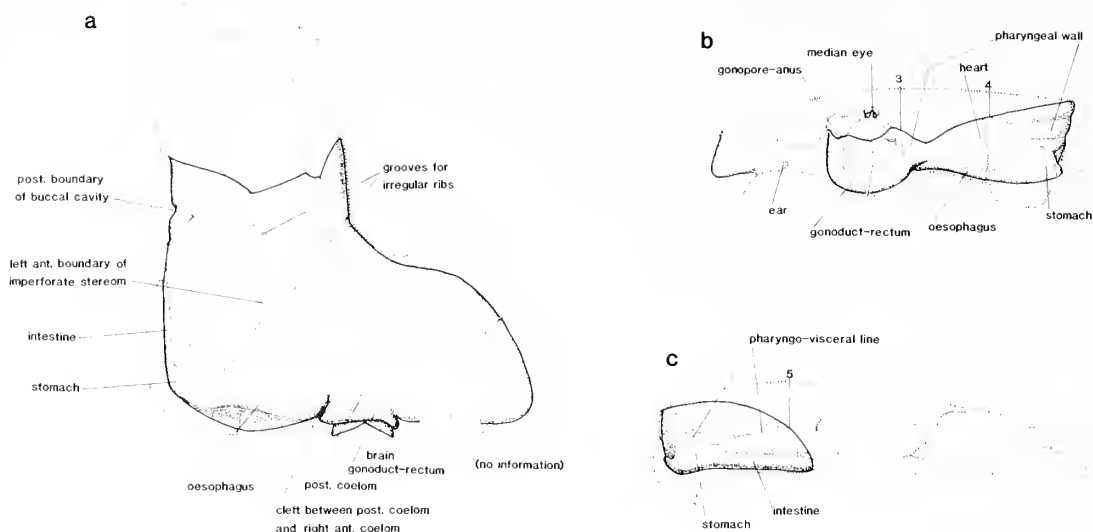 a
grooves for
irregular ribs
post. boundary
of buccal cavity
left ant. boundary of
imperforate stereom
intestine
stomach
oesophagus
brain
gonoduct-rectum
(no information)
post. coelom
cleft between post. coelom
and right ant. coelom
b
median eye
pharyngeal wall
gonopore-anus
heart
3
4
ear
gonoduct-rectum
oesophagus
stomach
c
pharyngo-visceral line
5
intestine
stomach